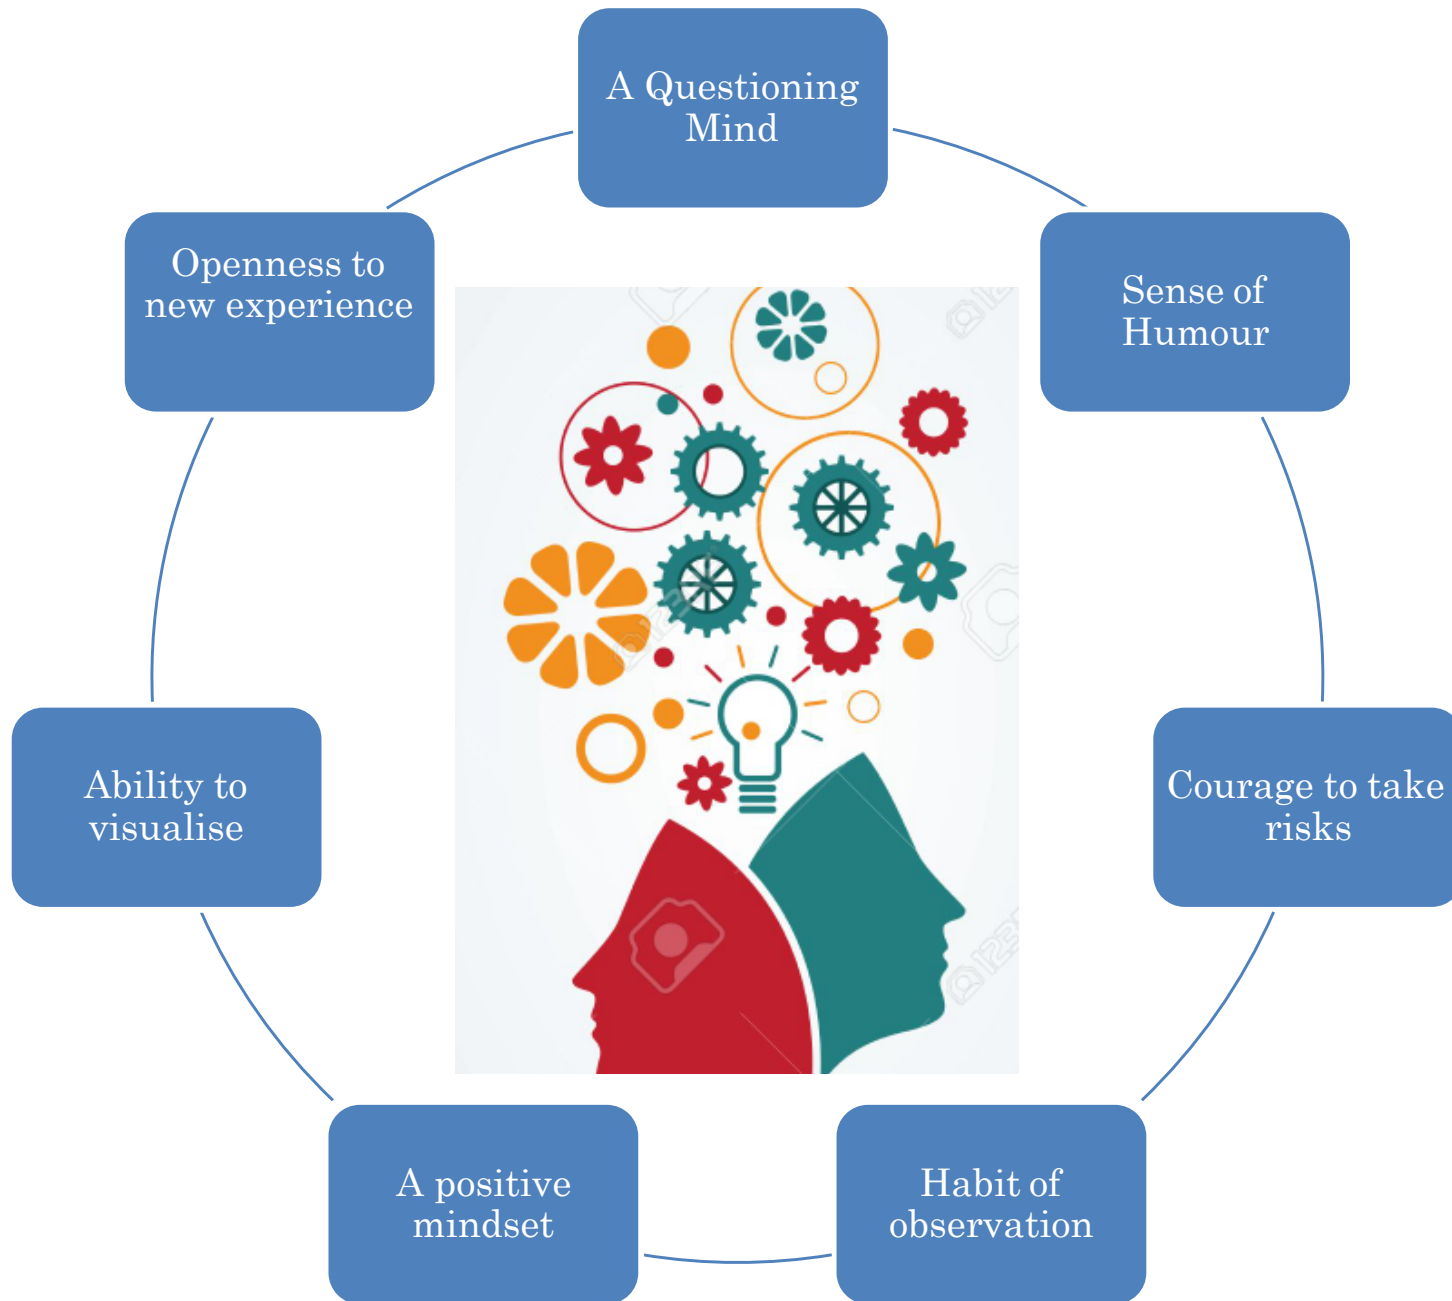 A Questioning
Mind
Openness to
new experience
Sense of
Humour
Ability to
visualise
Courage to take
risks
A positive
mindset
Habit of
observation